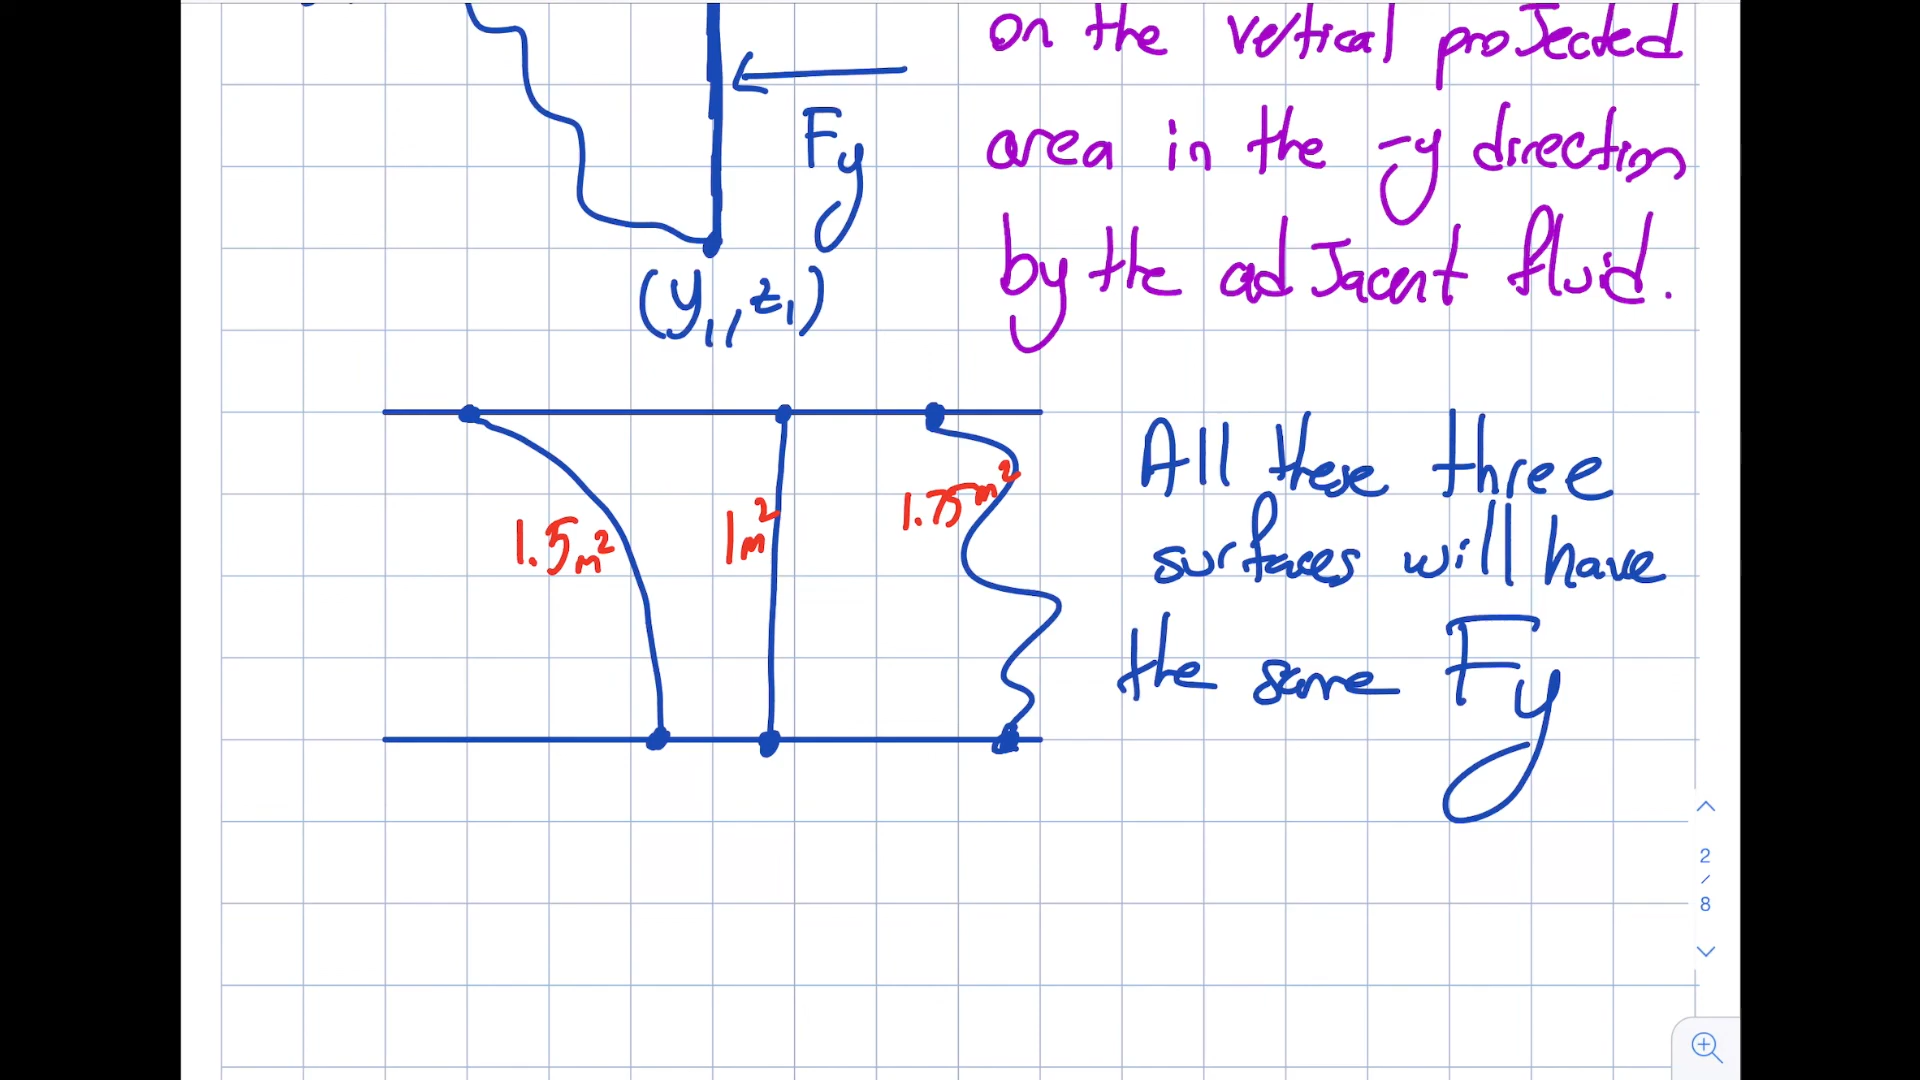 on the vertical projected
area in the -y direction
by the adjacent fluid.
Fy
(y1, z1)
1.5m²
1m²
1.75m²
All these three
surfaces will have
the same Fy
2
/
8